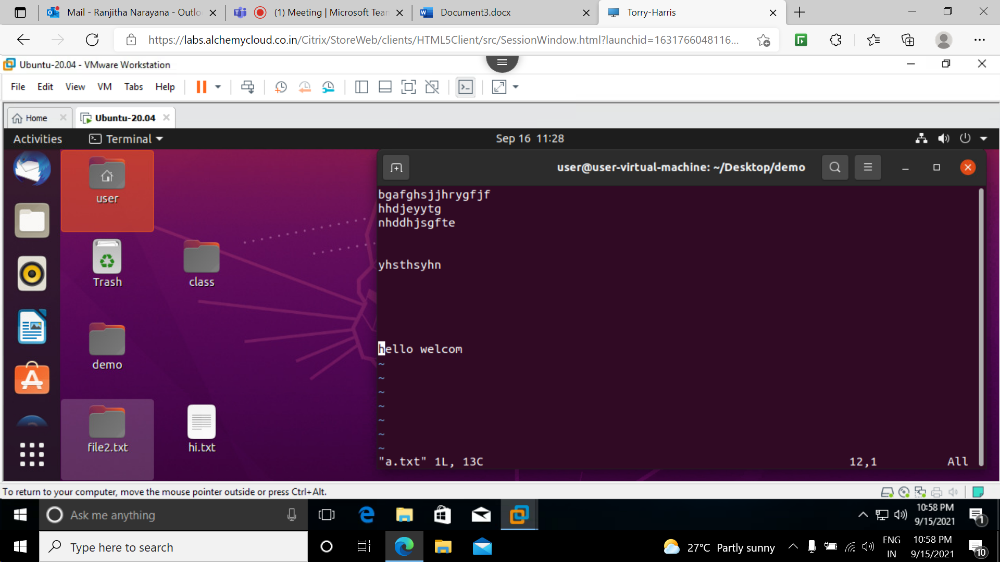 Mail - Ranjitha Narayana - Outlo
(1) Meeting | Microsoft Tean
Document3.docx
Torry-Harris
https://labs.alchemycloud.co.in/Citrix/StoreWeb/clients/HTML5Client/src/SessionWindow.html?launchid=1631766048116...
Ubuntu-20.04 - VMware Workstation
File Edit View VM Tabs Help
Home
Ubuntu-20.04
Activities
Terminal
Sep 16 11:28
user@user-virtual-machine: ~/Desktop/demo
user
Trash
class
demo
file2.txt
hi.txt
bgafghsjjhrygfjf
hhdjeyytg
nhddhjsgfte
yhsthsyhn
hello welcom
~
~
~
~
~
~
~
"a.txt" 1L, 13C 12,1 All
To return to your computer, move the mouse pointer outside or press Ctrl+Alt.
Ask me anything
10:58 PM
9/15/2021
1
Type here to search
27°C Partly sunny
ENG
IN
10:58 PM
9/15/2021
10